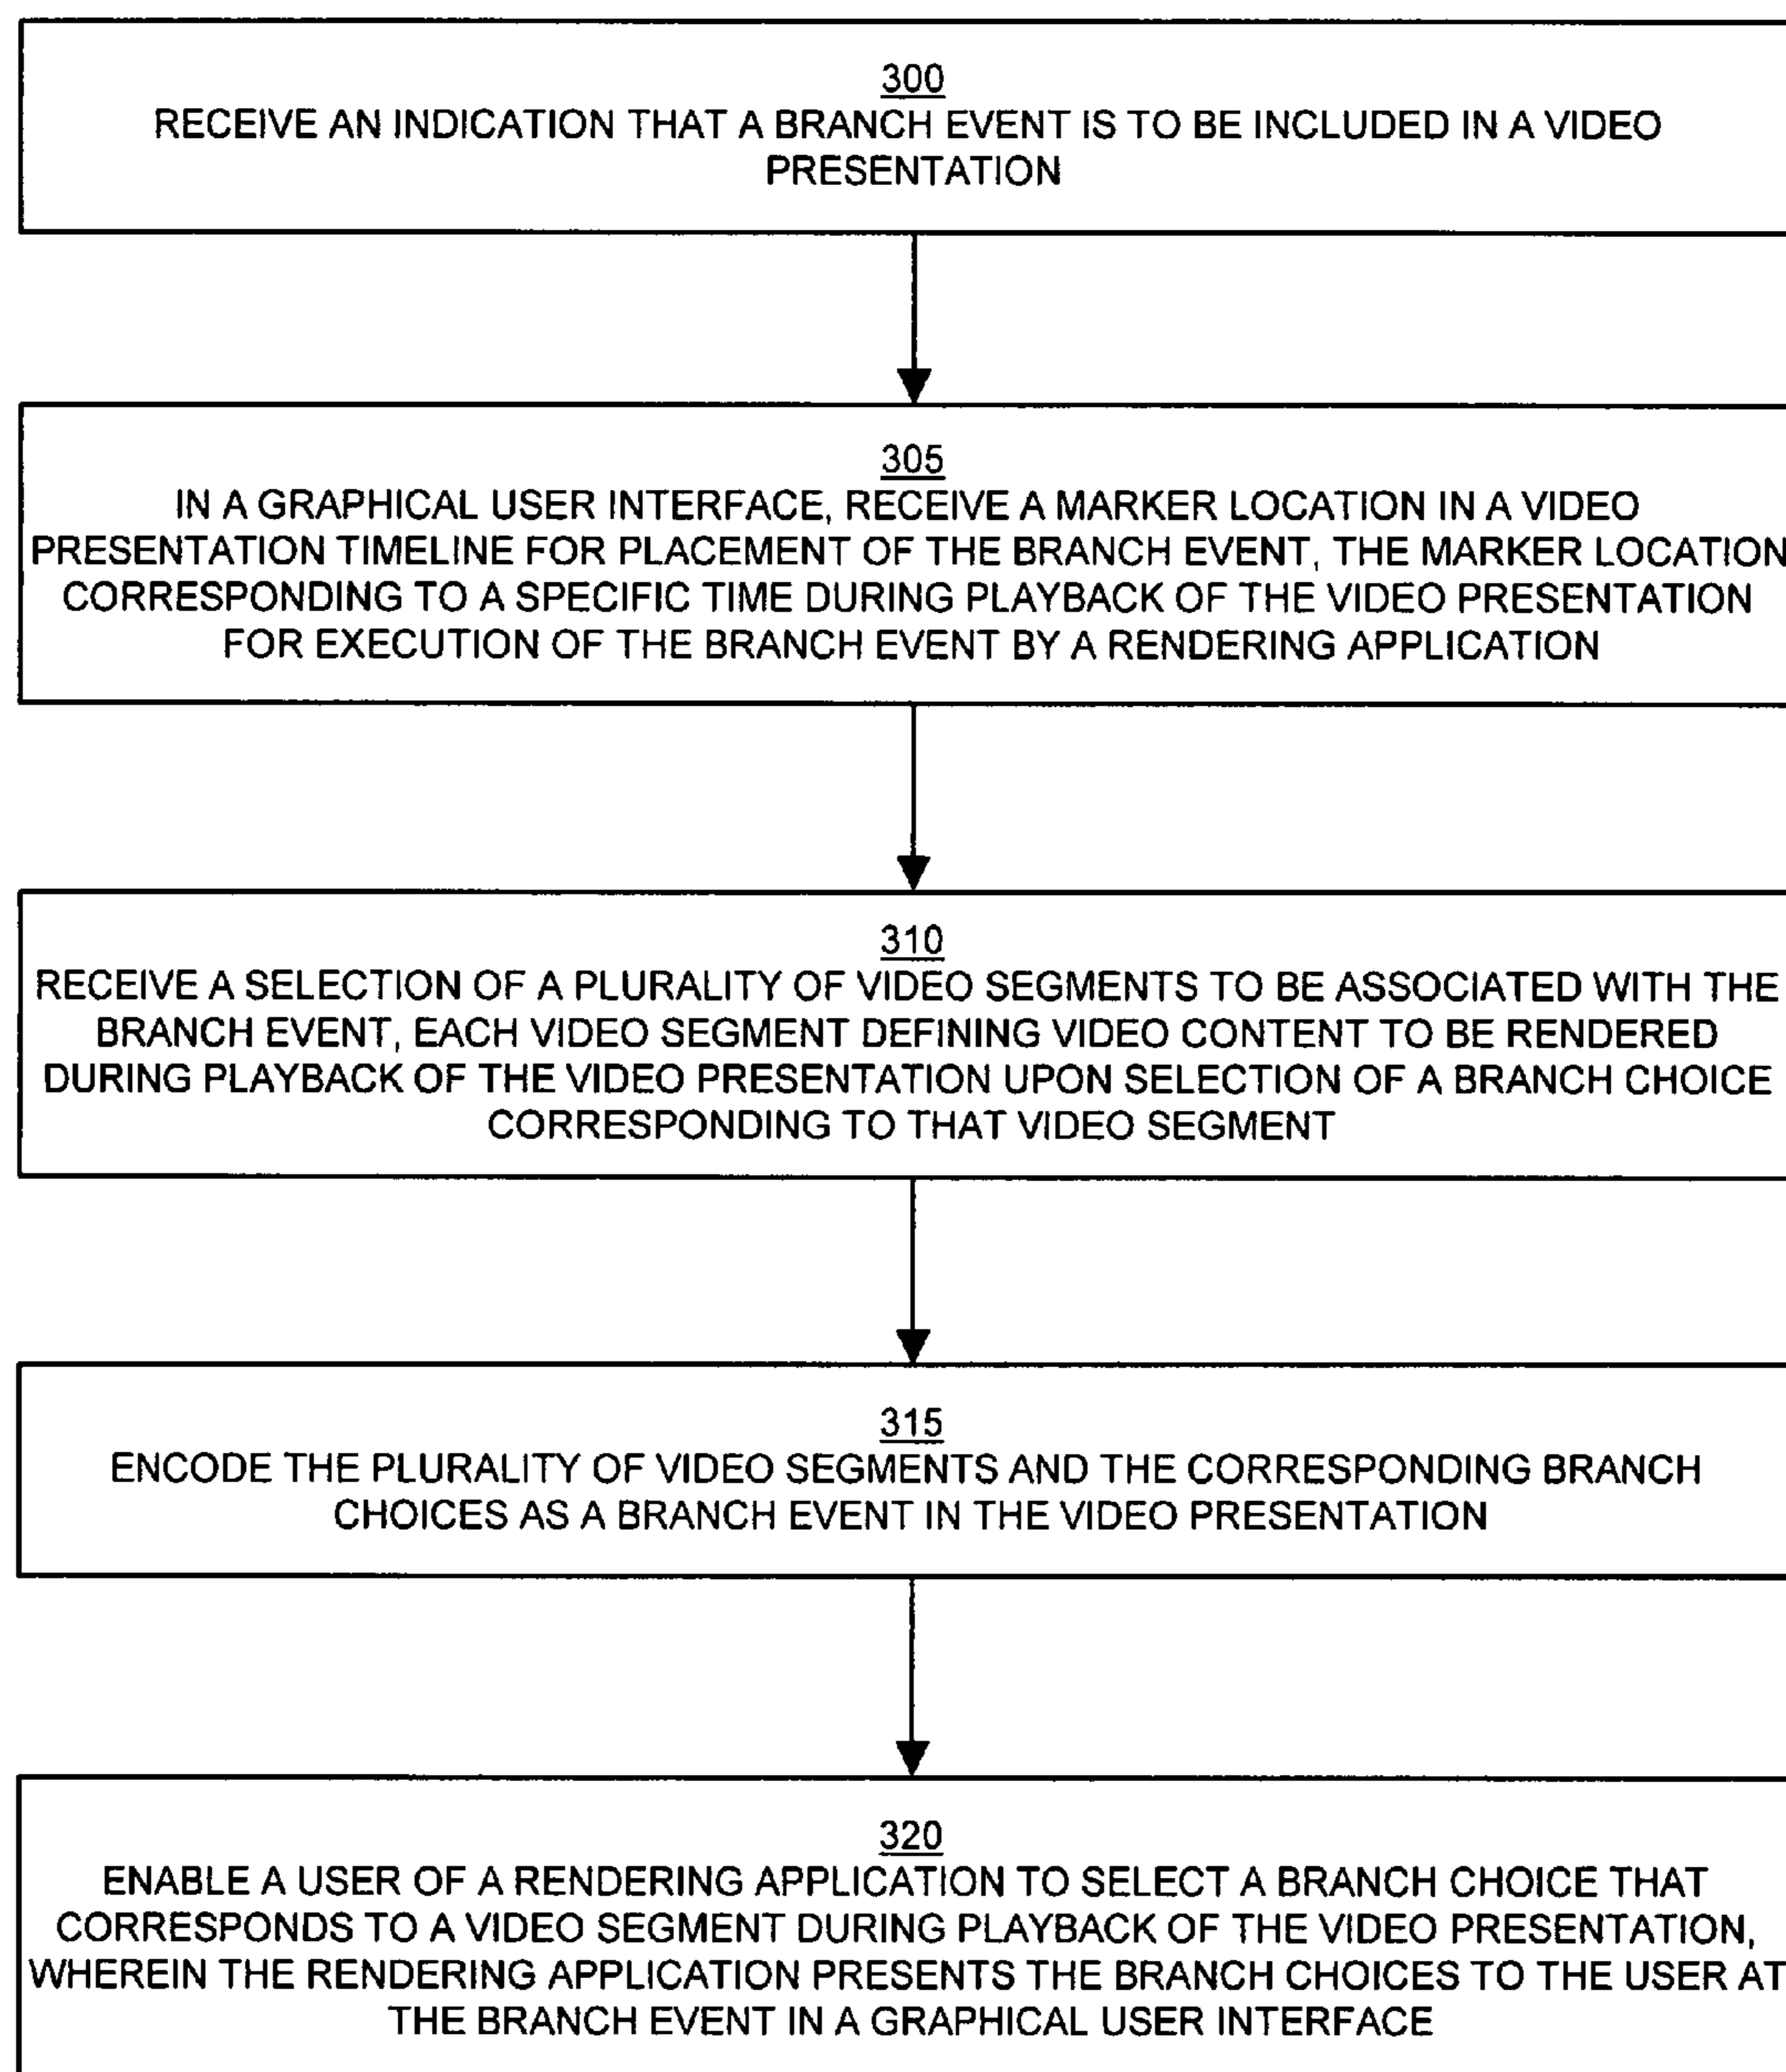 300
RECEIVE AN INDICATION THAT A BRANCH EVENT IS TO BE INCLUDED IN A VIDEO
PRESENTATION
305
IN A GRAPHICAL USER INTERFACE, RECEIVE A MARKER LOCATION IN A VIDEO
PRESENTATION TIMELINE FOR PLACEMENT OF THE BRANCH EVENT, THE MARKER LOCATION
CORRESPONDING TO A SPECIFIC TIME DURING PLAYBACK OF THE VIDEO PRESENTATION
FOR EXECUTION OF THE BRANCH EVENT BY A RENDERING APPLICATION
310
RECEIVE A SELECTION OF A PLURALITY OF VIDEO SEGMENTS TO BE ASSOCIATED WITH THE
BRANCH EVENT, EACH VIDEO SEGMENT DEFINING VIDEO CONTENT TO BE RENDERED
DURING PLAYBACK OF THE VIDEO PRESENTATION UPON SELECTION OF A BRANCH CHOICE
CORRESPONDING TO THAT VIDEO SEGMENT
315
ENCODE THE PLURALITY OF VIDEO SEGMENTS AND THE CORRESPONDING BRANCH
CHOICES AS A BRANCH EVENT IN THE VIDEO PRESENTATION
320
ENABLE A USER OF A RENDERING APPLICATION TO SELECT A BRANCH CHOICE THAT
CORRESPONDS TO A VIDEO SEGMENT DURING PLAYBACK OF THE VIDEO PRESENTATION,
WHEREIN THE RENDERING APPLICATION PRESENTS THE BRANCH CHOICES TO THE USER AT
THE BRANCH EVENT IN A GRAPHICAL USER INTERFACE